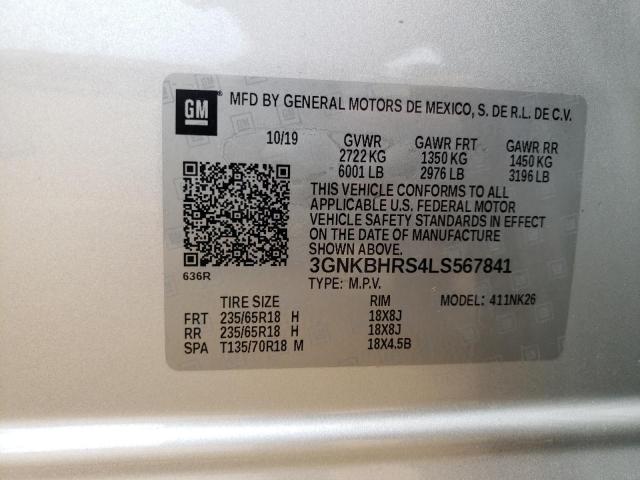 GM
MFD BY GENERAL MOTORS DE MEXICO, S. DE R.L. DE C.V.
10/19 GVWR GAWR FRT GAWR RR
2722 KG 1350 KG 1450 KG
6001 LB 2976 LB 3196 LB
THIS VEHICLE CONFORMS TO ALL
APPLICABLE U.S. FEDERAL MOTOR
VEHICLE SAFETY STANDARDS IN EFFECT
ON THE DATE OF MANUFACTURE
SHOWN ABOVE.
636R
3GNKBHRS4LS567841
TYPE: M.P.V. MODEL: 411NK26
TIRE SIZE RIM
FRT 235/65R18 H 18X8J
RR 235/65R18 H 18X8J
SPA T135/70R18 M 18X4.5B